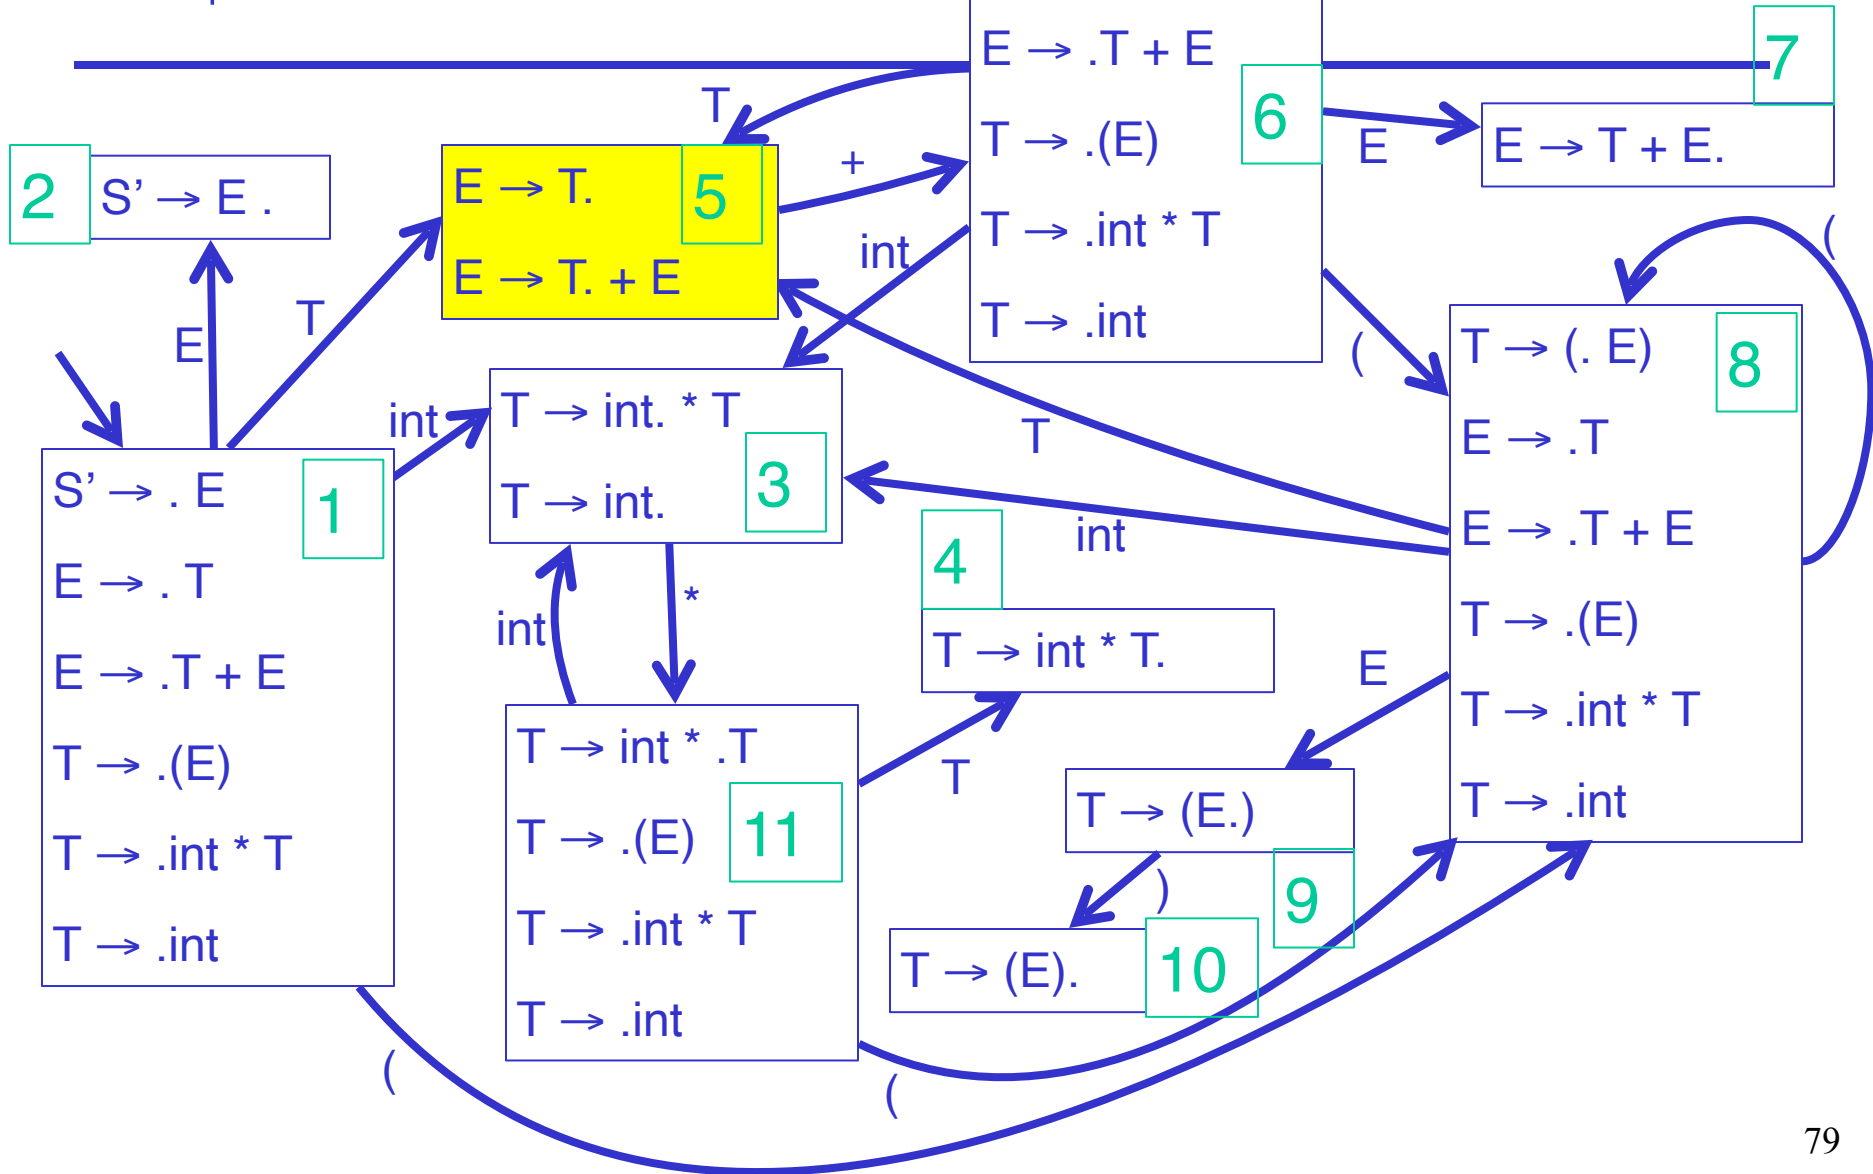 E → .T + E
7
T
6
T → .(E)
E
E → T + E.
2
S’ → E .
E → T.
5
+
T → .int * T
(
int
E → T. + E
T
E
T → .int
(
T → (. E)
8
int
T → int. * T
T
E → .T
S’ → . E
1
3
T → int.
int
E → .T + E
4
E → . T
int
*
T → .(E)
T → int * T.
E
E → .T + E
T → .int * T
T → int * .T
T
T → .(E)
T → (E.)
T → .int
T → .(E)
11
T → .int * T
)
9
T → .int * T
T → .int
T → (E).
10
T → .int
(
(
79